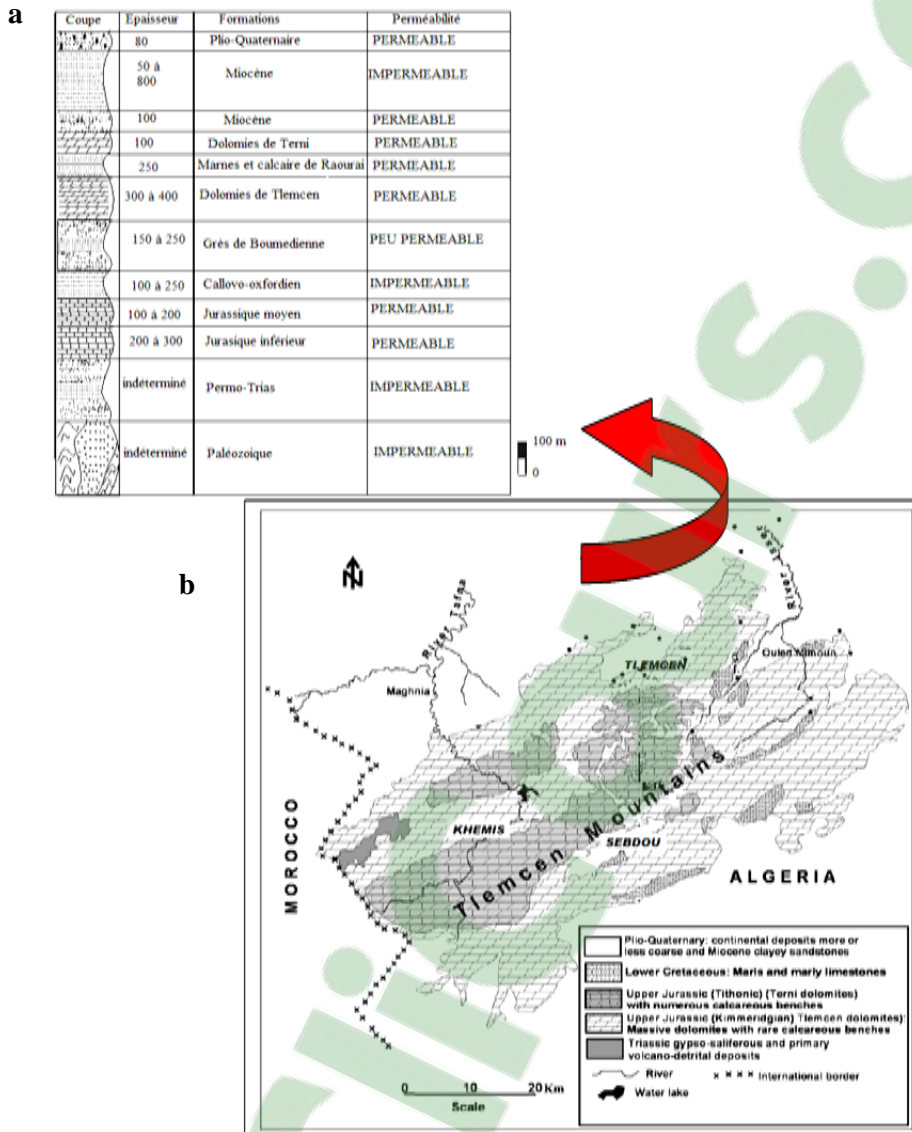 a
Coupe Epaisseur Formations Perméabilité
80 Plio-Quaternaire PERMEABLE
50 à
800 Miocène IMPERMEABLE
100 Miocène PERMEABLE
100 Dolomies de Terni PERMEABLE
250 Marnes et calcaire de Raourai PERMEABLE
300 à 400 Dolomies de Tlemcen PERMEABLE
150 à 250 Grès de Boumedienne PEU PERMEABLE
100 à 250 Callovo-oxfordien IMPERMEABLE
100 à 200 Jurassique moyen PERMEABLE
200 à 300 Jurasique inférieur PERMEABLE
indéterminé Permo-Trias IMPERMEABLE
indéterminé Paléozoique IMPERMEABLE
100 m
0
b
N
River Tafna
Isser River
TLEMCEN
Oulen Mimoun
Maghnia
MOROCCO
KHEMIS
Tlemcen Mountains
SEBDOU
ALGERIA
Plio-Quaternary: continental deposits more or
less coarse and Miocene clayey sandstones
Lower Cretaceous: Marls and marly limestones
Upper Jurassic (Tithonic) (Terni dolomites)
with numerous calcareous benches
Upper Jurassic (Kimmeridgian) Tlemcen dolomites):
Massive dolomites with rare calcareous benches
Triassic gypso-saliferous and primary
volcano-detrital deposits
River International border
Water lake
0 10 20 Km
Scale